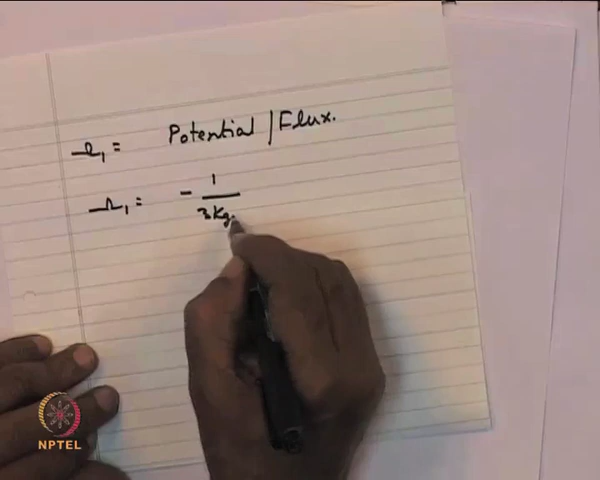 Ω₁ = Potential / Flux.
Ω₁ = - 1
3Kg
NPTEL